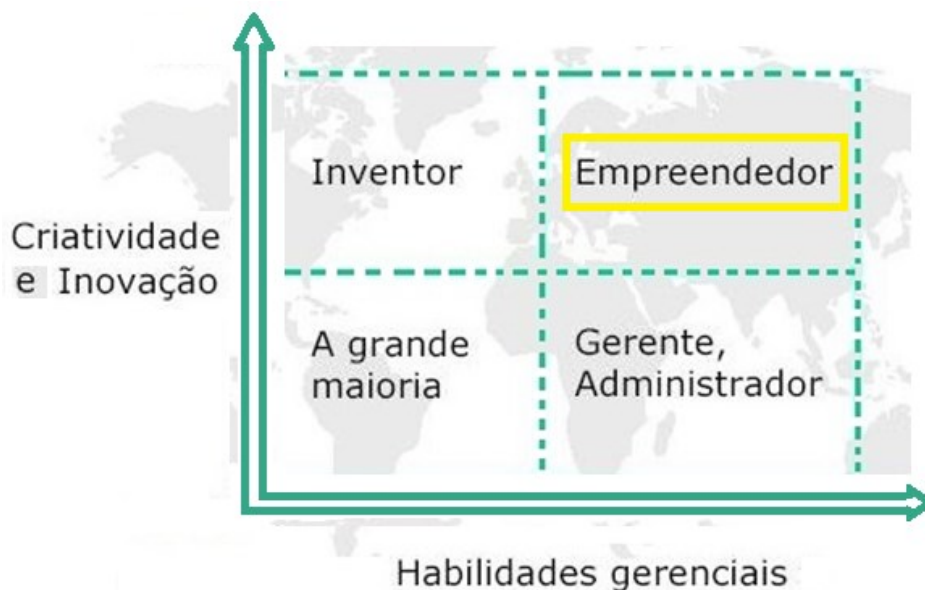 Inventor
Empreendedor
Criatividade
e Inovação
A grande
maioria
Gerente,
Administrador
Habilidades gerenciais